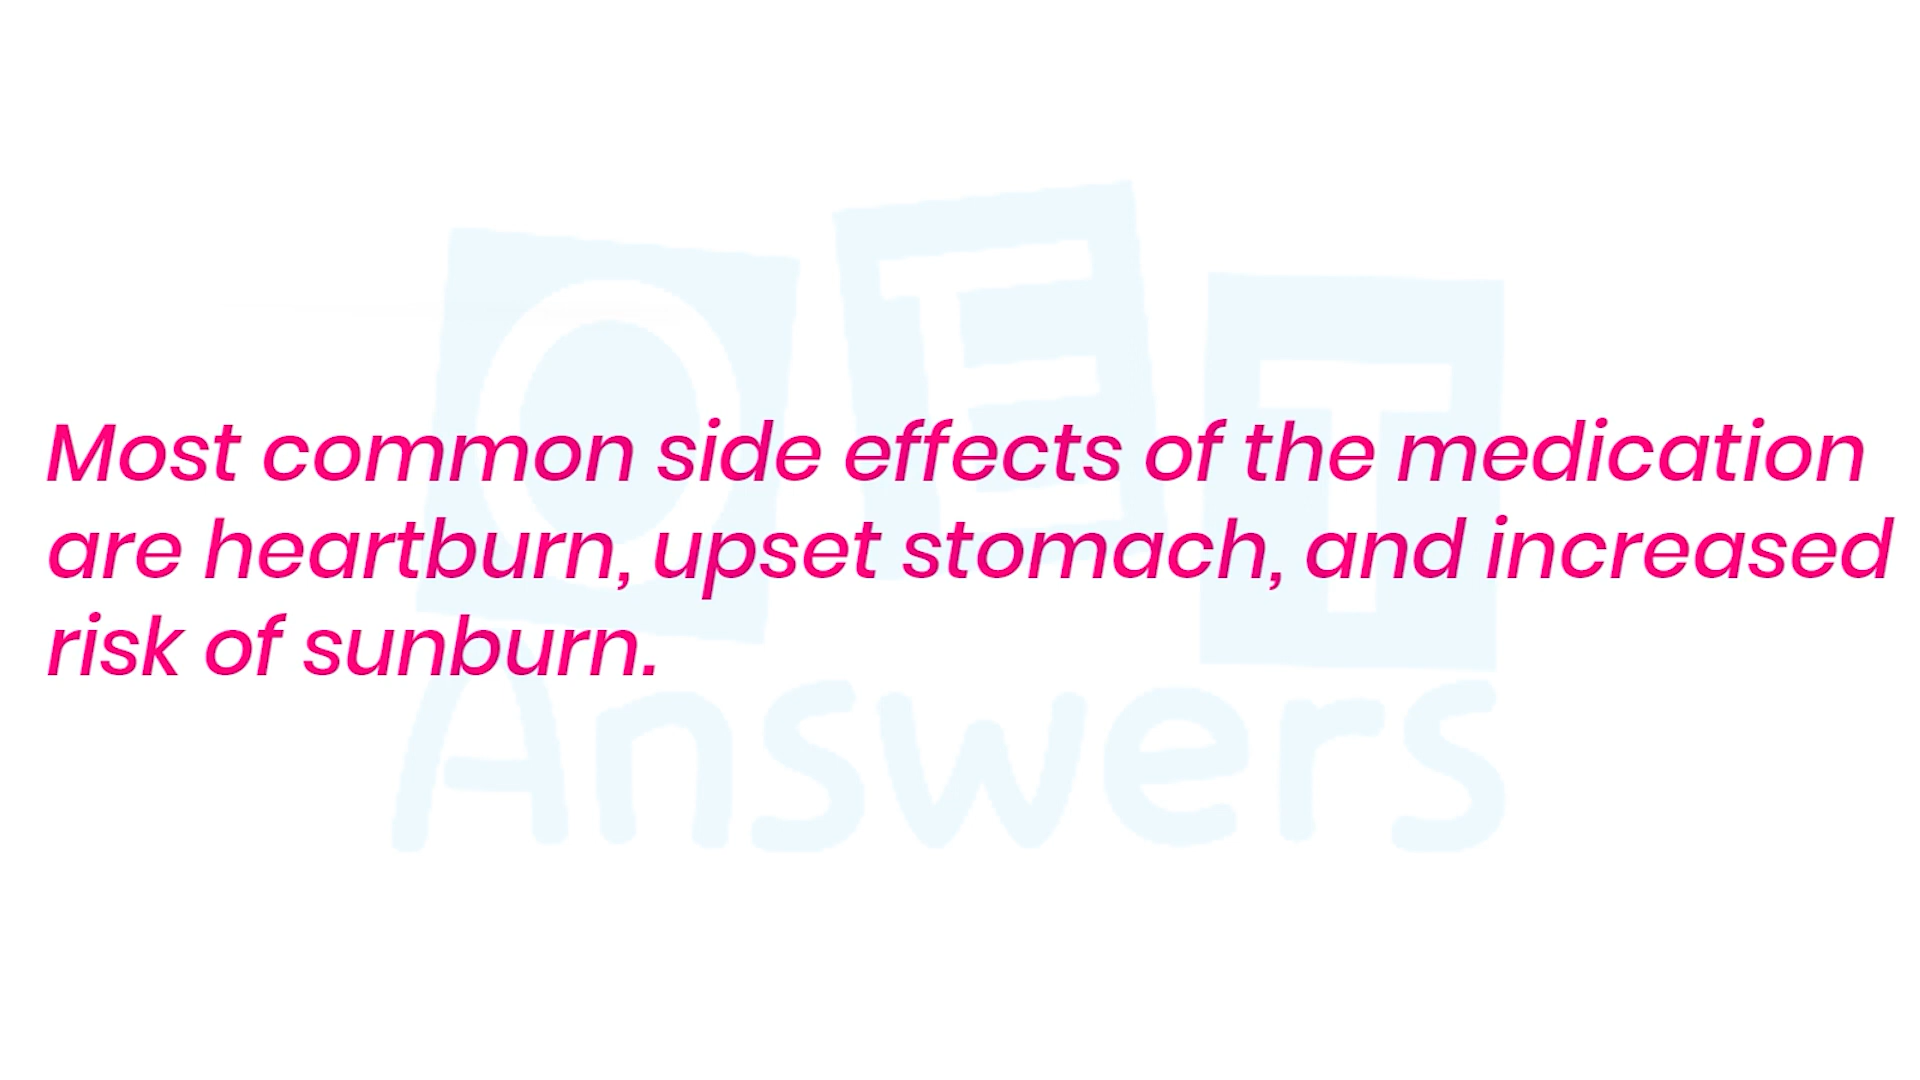 OET
Answers
Most common side effects of the medication
are heartburn, upset stomach, and increased
risk of sunburn.